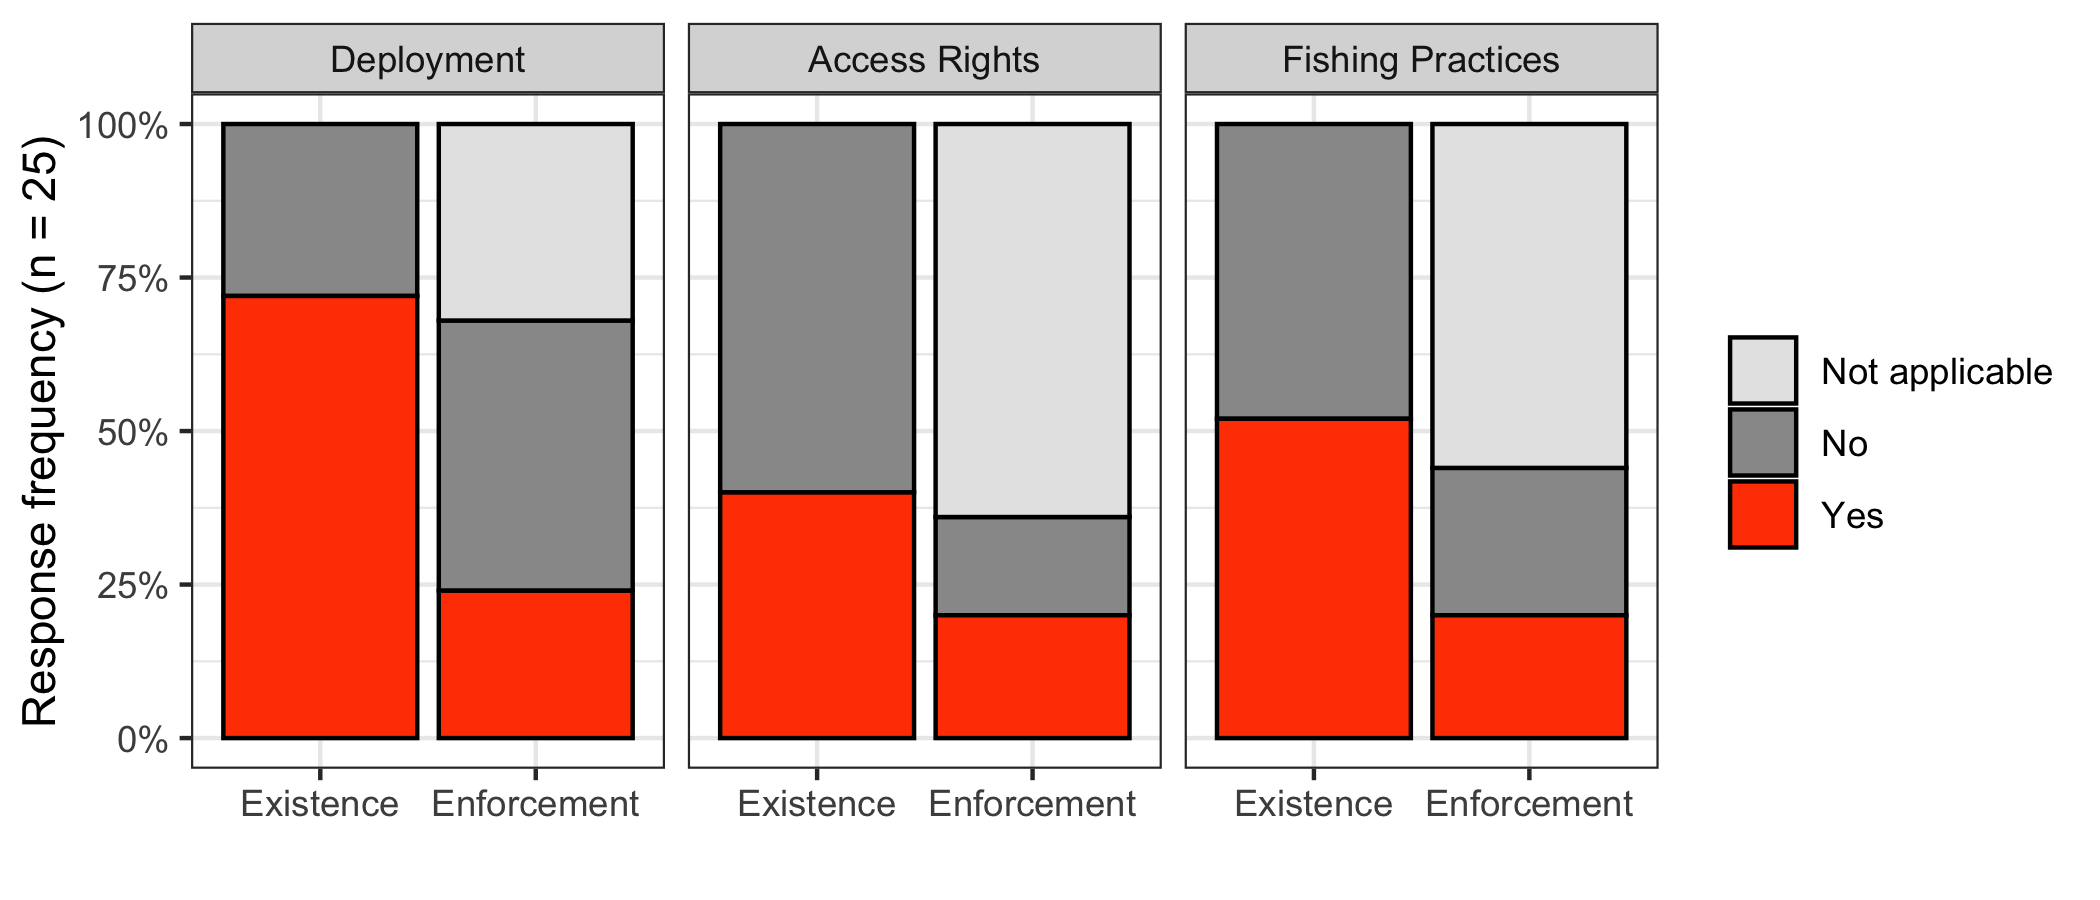 Deployment
Access Rights
Fishing Practices
Response frequency (n = 25)
100%
75%
50%
25%
0%
Existence
Enforcement
Existence
Enforcement
Existence
Enforcement
Not applicable
No
Yes